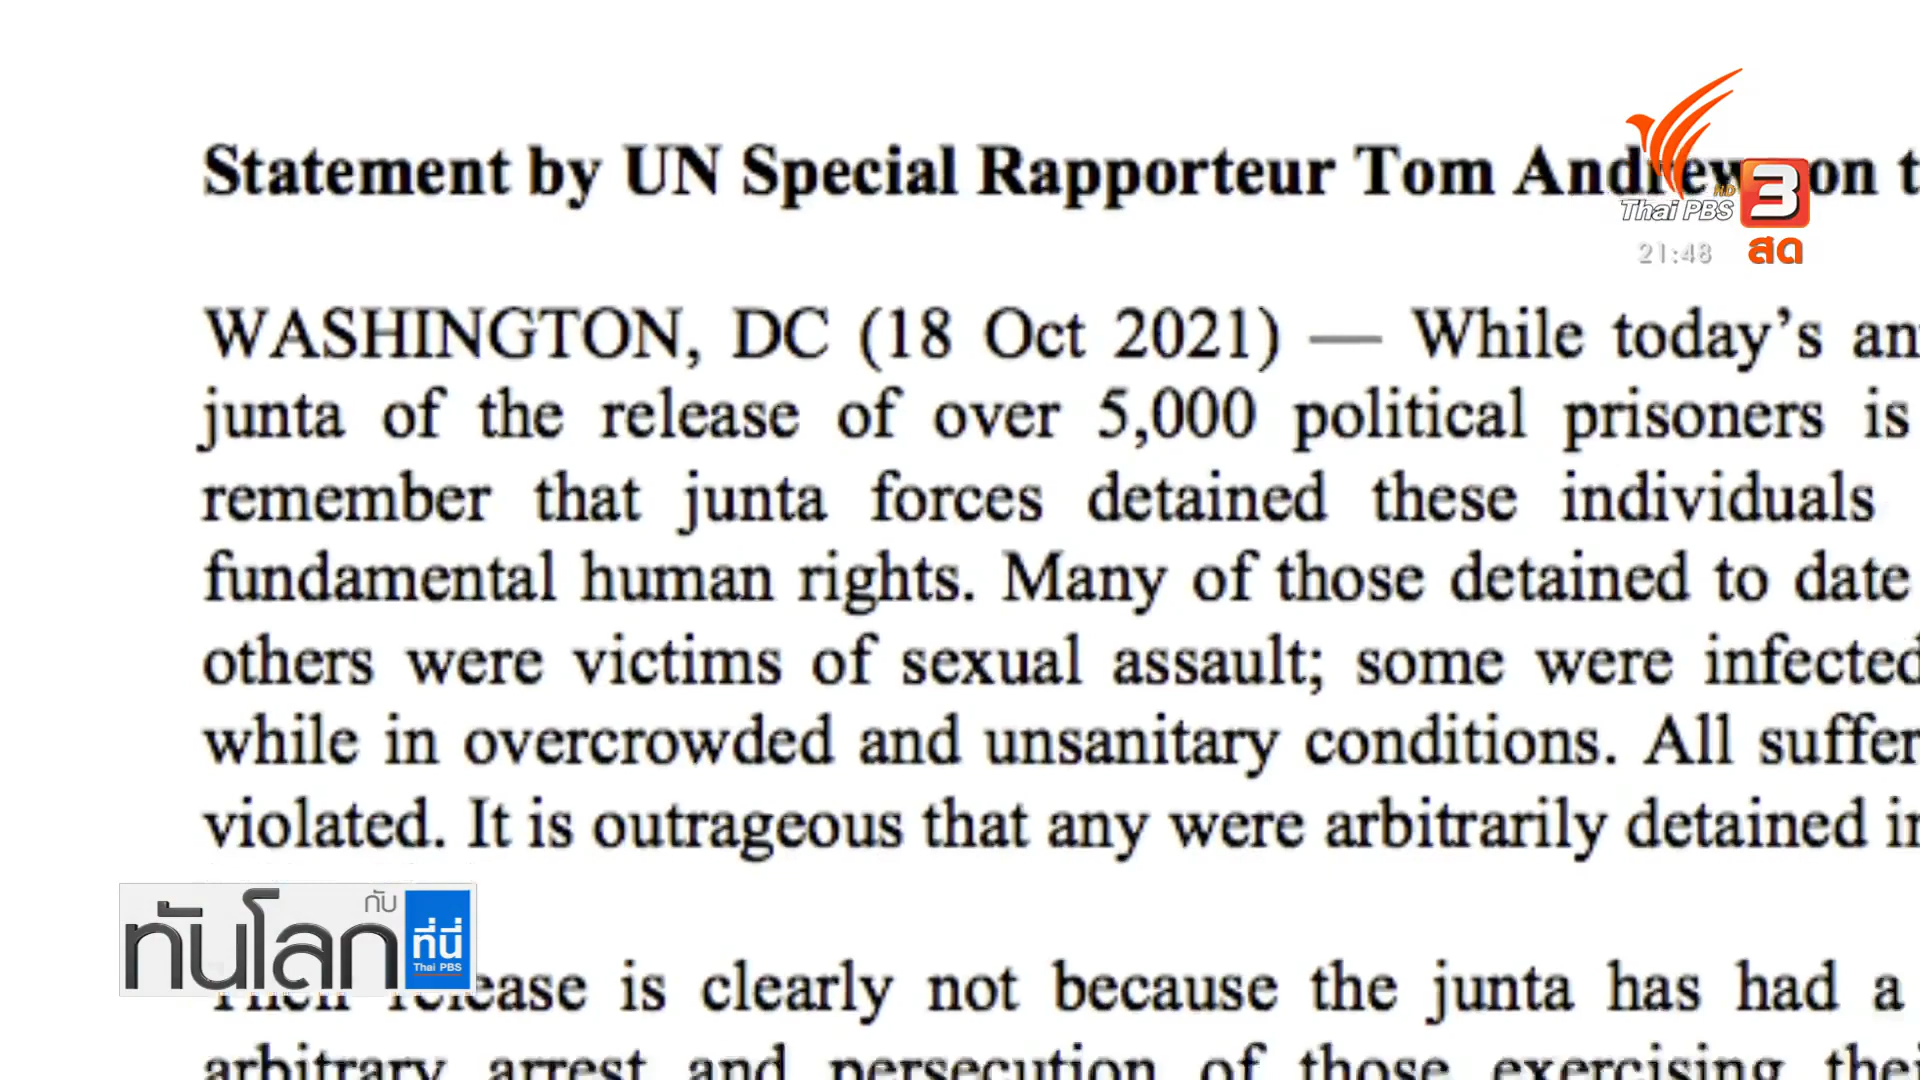 Statement by UN Special Rapporteur Tom Andrews on t
HD
Thai PBS 3
21:48 สด
WASHINGTON, DC (18 Oct 2021) — While today’s an
junta of the release of over 5,000 political prisoners is
remember that junta forces detained these individuals
fundamental human rights. Many of those detained to date
others were victims of sexual assault; some were infected
while in overcrowded and unsanitary conditions. All suffer
violated. It is outrageous that any were arbitrarily detained in
ทันโลก กับ ที่นี่ Thai PBS
Their release is clearly not because the junta has had a
arbitrary arrest and persecution of those exercising thei